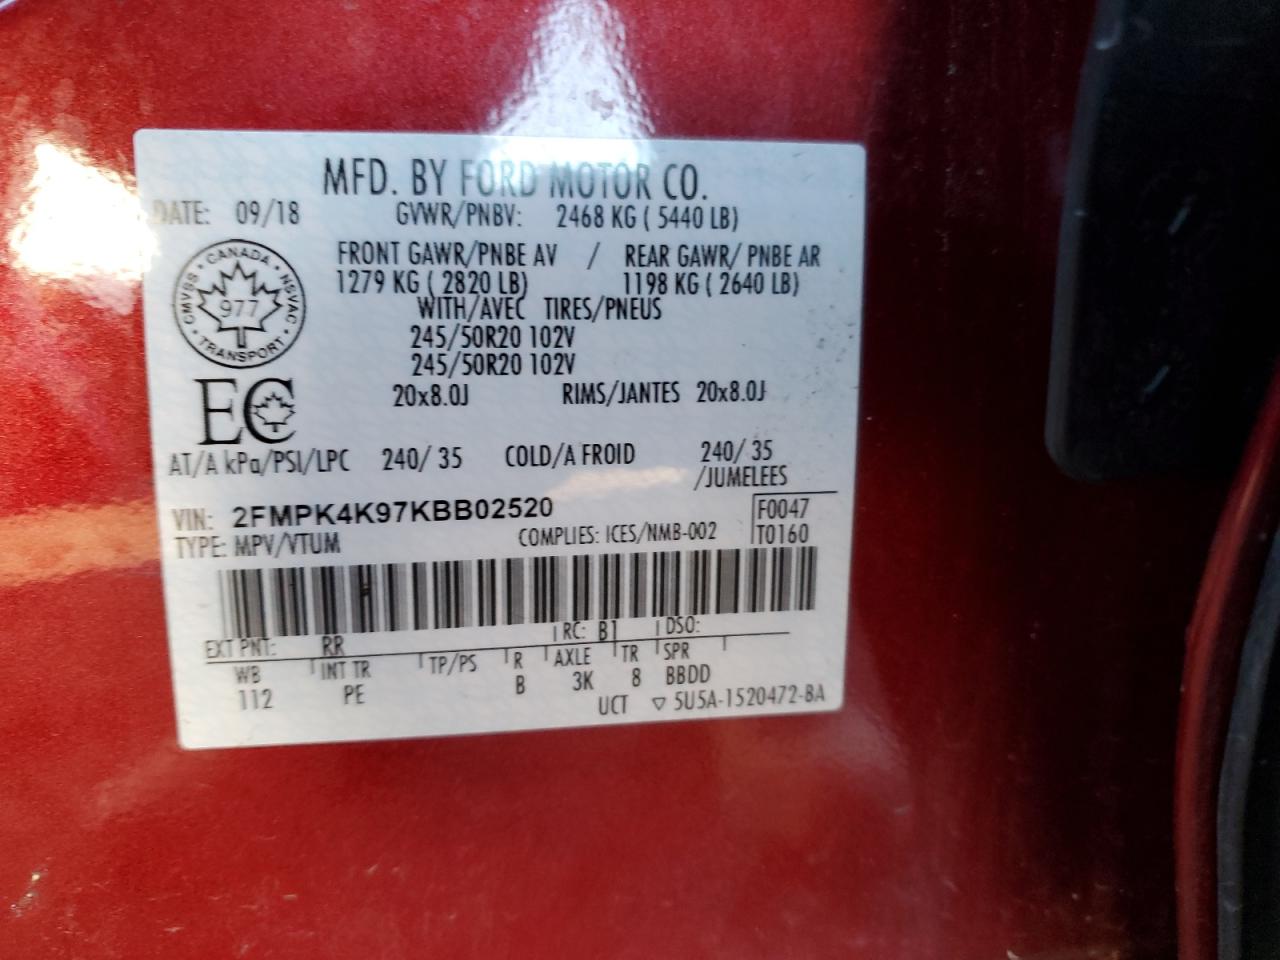 MFD. BY FORD MOTOR CO.
DATE: 09/18 GVWR/PNBV: 2468 KG ( 5440 LB)
FRONT GAWR/PNBE AV / REAR GAWR/ PNBE AR
1279 KG ( 2820 LB) 1198 KG ( 2640 LB)
WITH/AVEC TIRES/PNEUS
245/50R20 102V
245/50R20 102V
20x8.0J RIMS/JANTES 20x8.0J
CANADA
CMVSS NSVAC
977
TRANSPORT
EC
AT/A kPa/PSI/LPC 240/ 35 COLD/A FROID 240/ 35
/JUMELEES
VIN: 2FMPK4K97KBB02520 F0047
TYPE: MPV/VTUM COMPLIES: ICES/NMB-002 T0160
EXT PNT: RR RC: B1 DSO:
WB INT TR TP/PS R AXLE TR SPR
112 PE B 3K 8 BBDD
UCT ▽ 5U5A-1520472-BA